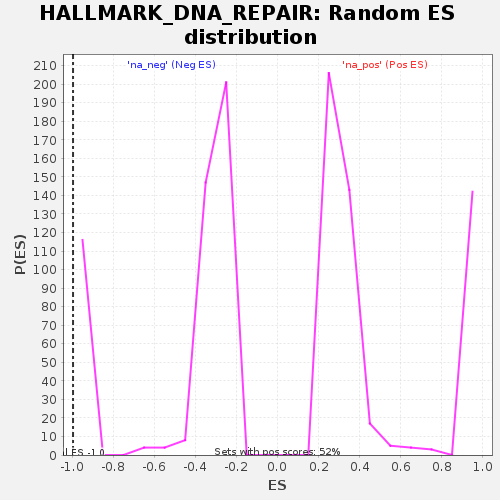 HALLMARK_DNA_REPAIR: Random ES
distribution
'na_neg' (Neg ES)
'na_pos' (Pos ES)
210
200
190
180
170
160
150
140
130
120
110
100
90
80
70
60
50
40
30
20
10
0
P(ES)
ES -1.0
Sets with pos scores: 52%
-1.0 -0.8 -0.6 -0.4 -0.2 0.0 0.2 0.4 0.6 0.8 1.0
ES